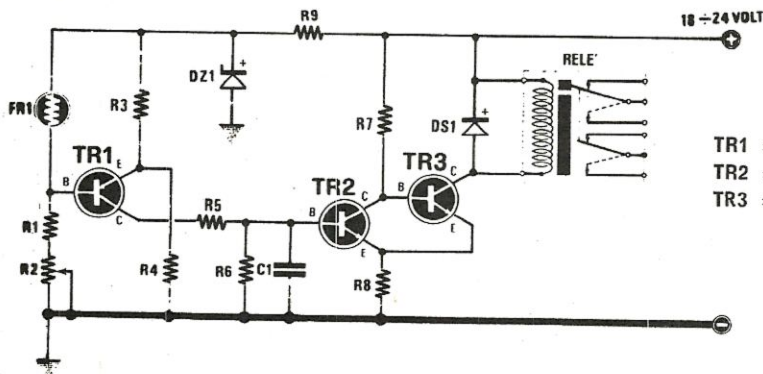 18 ÷ 24 VOLT
R9
RELE'
DZ1
+
+
FR1
R3
R7
DS1
TR1
E
B
C
TR2
C
B
E
TR3
C
B
E
R1
R2
R5
R4
R6
C1
R8
TR1
TR2
TR3
+
-